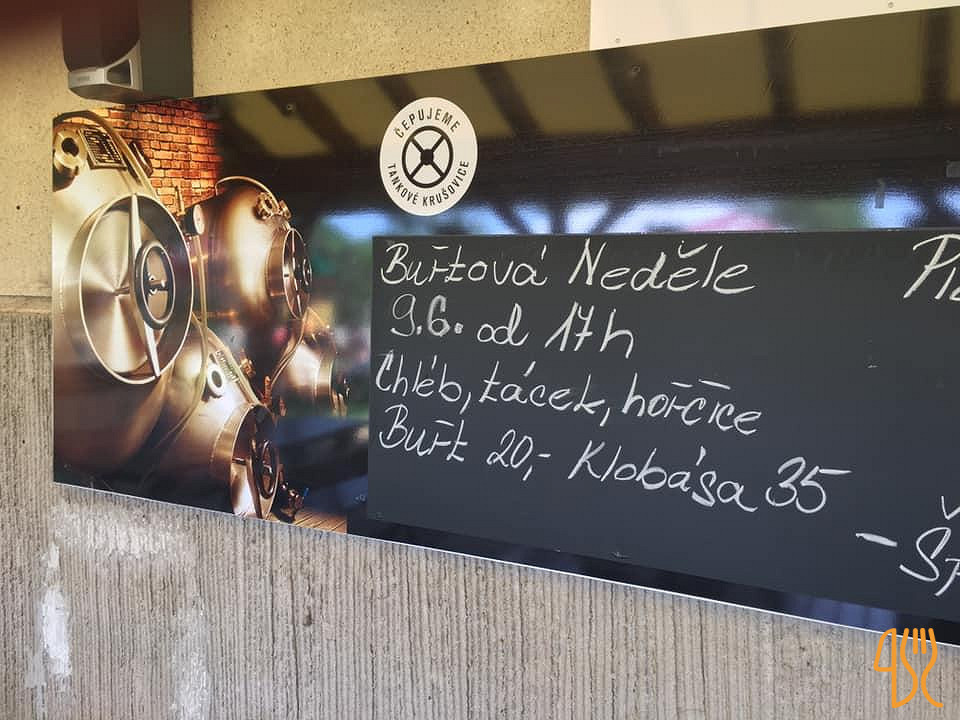 ČEPUJEME
TANKOVÉ KRUŠOVICE
Buřtová Neděle
9.6. od 17h
Chléb, tácek, hořčice
Buřt 20,- Klobása 35